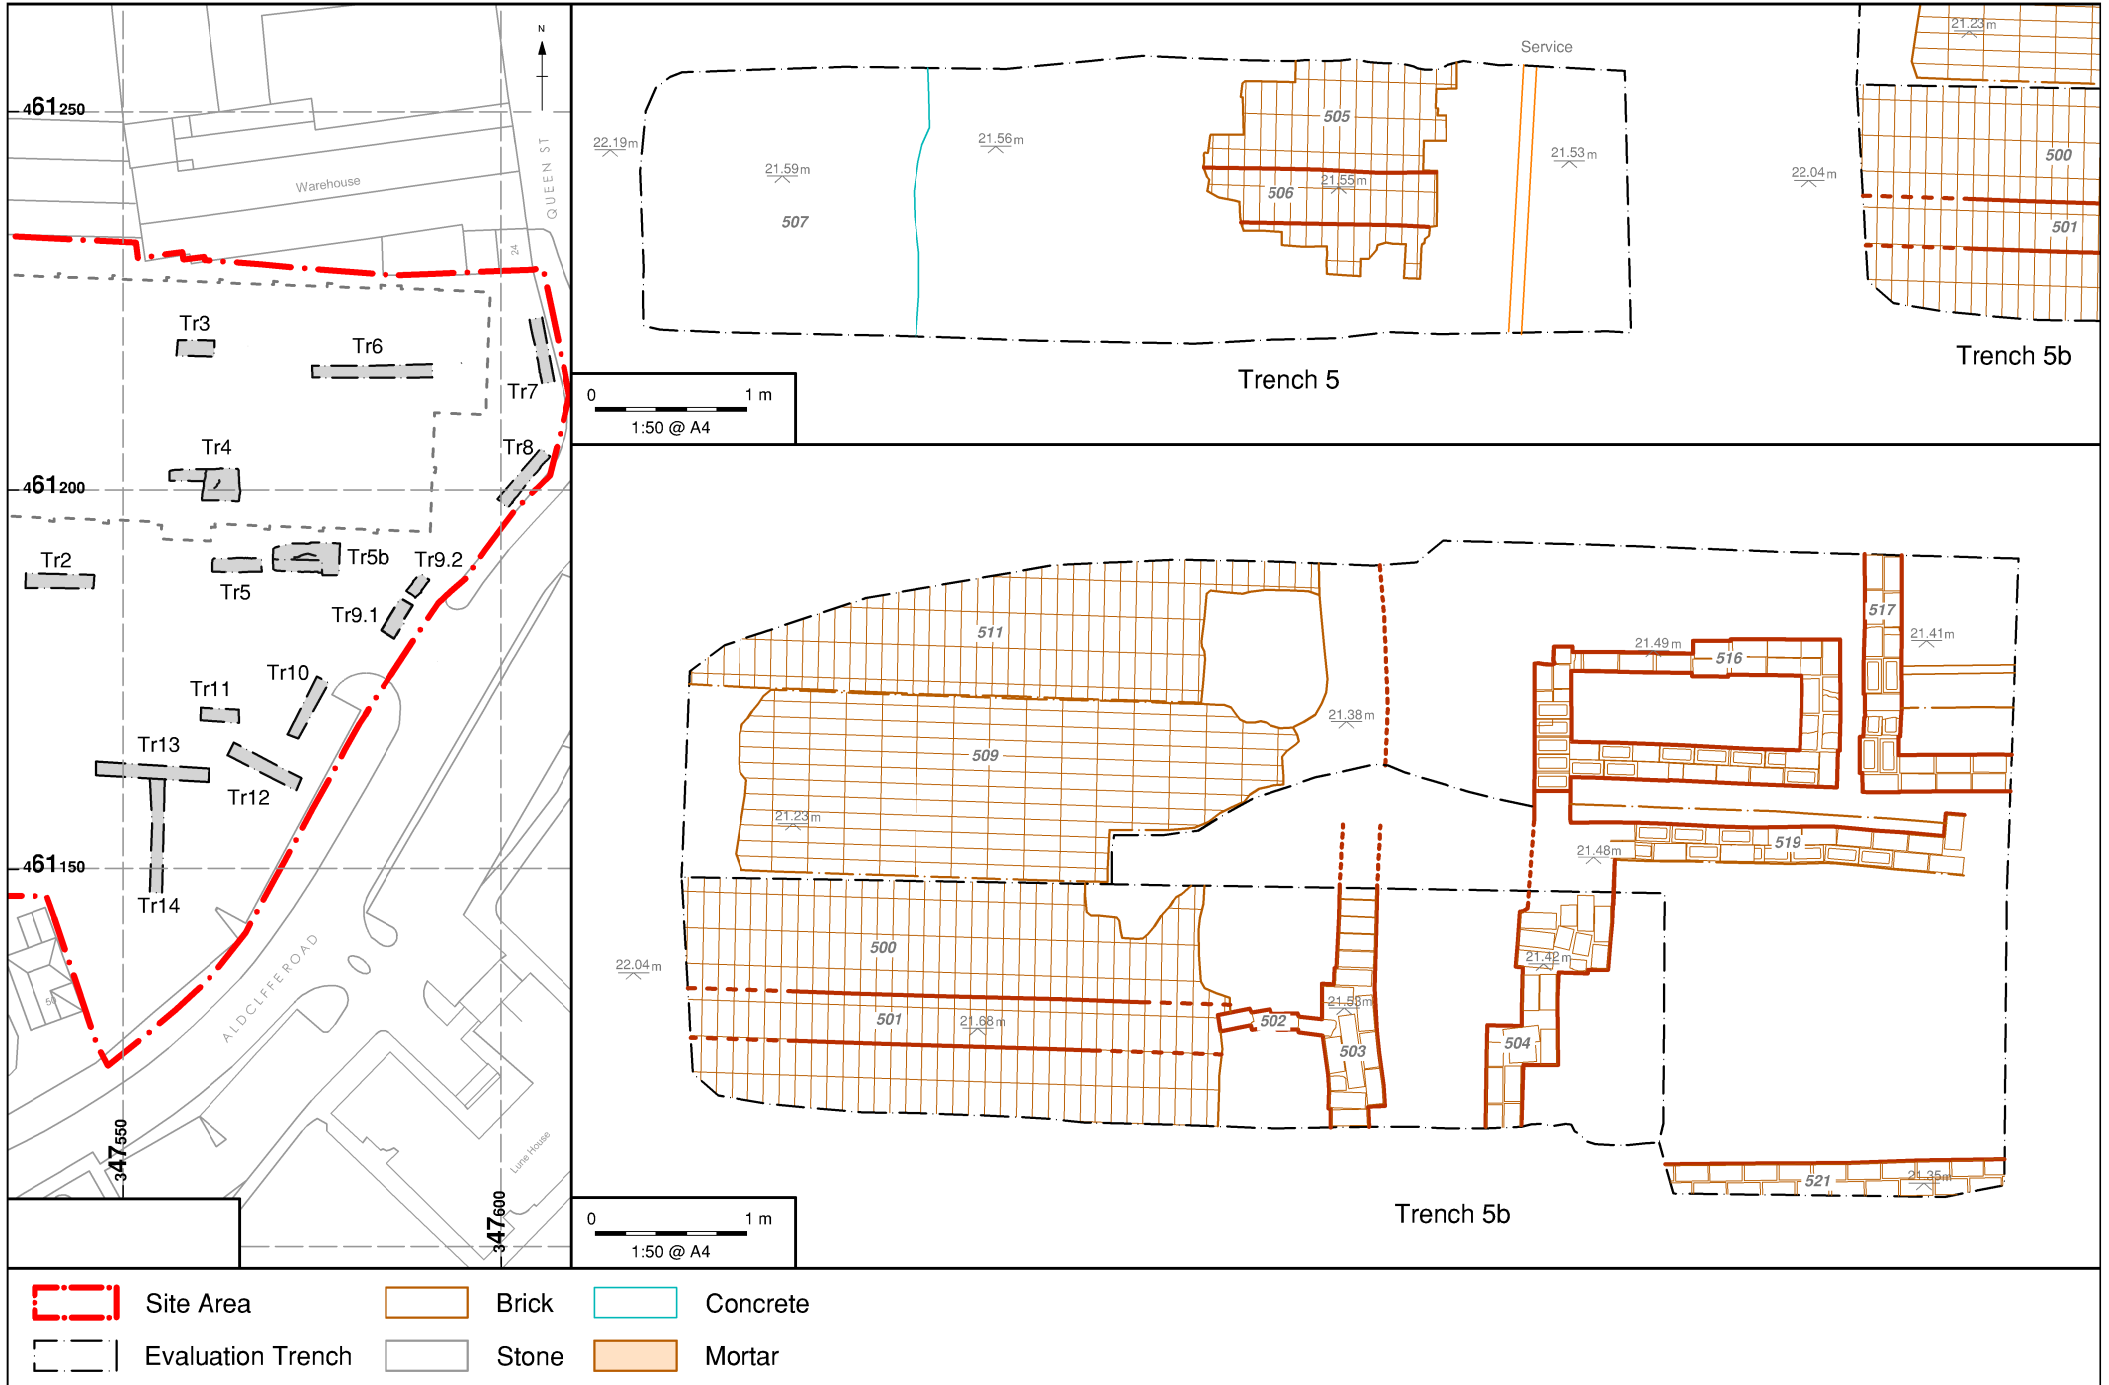 N
461250
QUEEN ST
Warehouse
24
Tr3
Tr6
Tr7
Tr4
Tr8
461200
Tr2
Tr5
Tr5b
Tr9.2
Tr9.1
Tr10
Tr11
Tr13
Tr12
461150
Tr14
50
ALDCLFFEROAD
Lune House
347550
347600
Service
22.19m
21.59m
507
21.56m
505
506
21.55m
21.53m
Trench 5
0 1 m
1:50 @ A4
21.23m
22.04m
500
501
Trench 5b
511
509
21.23m
21.38m
21.49m
516
517
21.41m
519
21.48m
500
22.04m
501
21.68m
502
21.53m
503
21.42m
504
521
21.35m
Trench 5b
0 1 m
1:50 @ A4
Site Area
Brick
Concrete
Evaluation Trench
Stone
Mortar